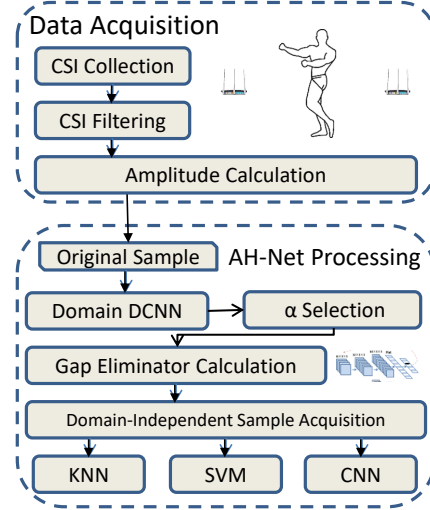 Data Acquisition
CSI Collection
CSI Filtering
Amplitude Calculation
Original Sample
AH-Net Processing
Domain DCNN
α Selection
Gap Eliminator Calculation
Domain-Independent Sample Acquisition
KNN
SVM
CNN